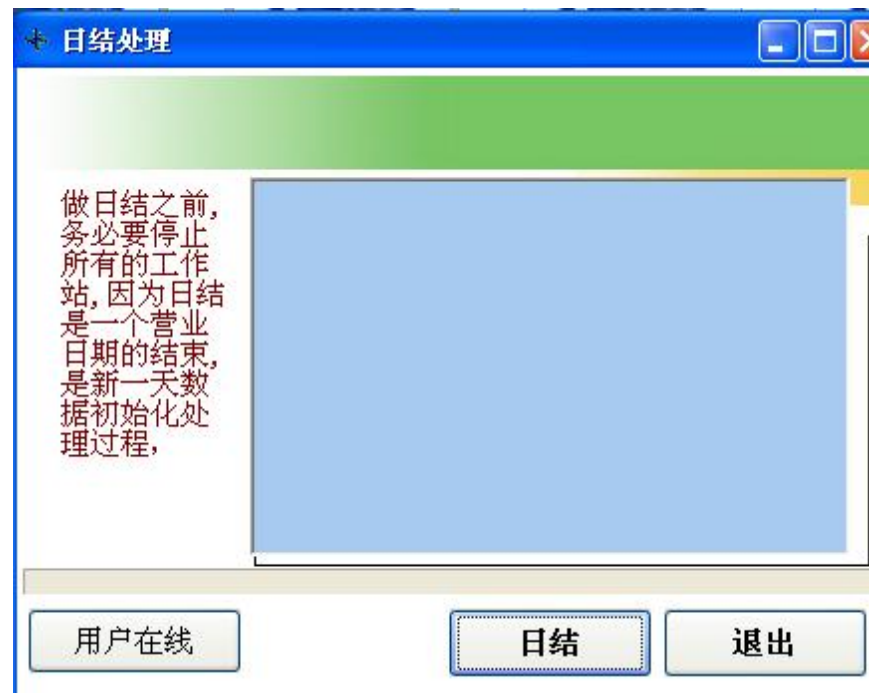 日结处理
做日结之前,
务必要停止
所有的工作
站,因为日结
是一个营业
日期的结束,
是新一天数
据初始化处
理过程,
用户在线
日结
退出